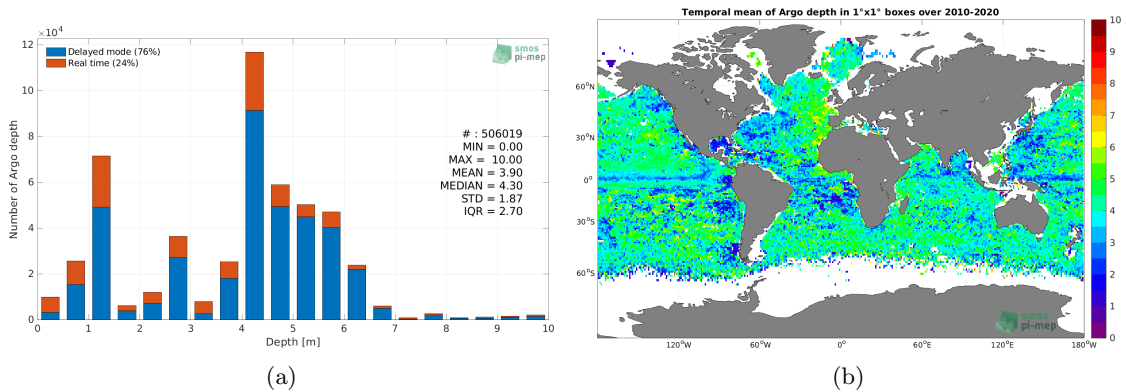 ×10⁴
12
10
8
6
4
2
0
Number of Argo depth
Delayed mode (76%)
Real time (24%)
smos
pi-mep
# : 506019
MIN = 0.00
MAX = 10.00
MEAN = 3.90
MEDIAN = 4.30
STD = 1.87
IQR = 2.70
0 1 2 3 4 5 6 7 8 9 10
Depth [m]
(a)
Temporal mean of Argo depth in 1°x1° boxes over 2010-2020
60°N
30°N
0°
30°S
60°S
120°W 60°W 0° 60°E 120°E 180°W
smos
pi-mep
10
9
8
7
6
5
4
3
2
1
0
(b)